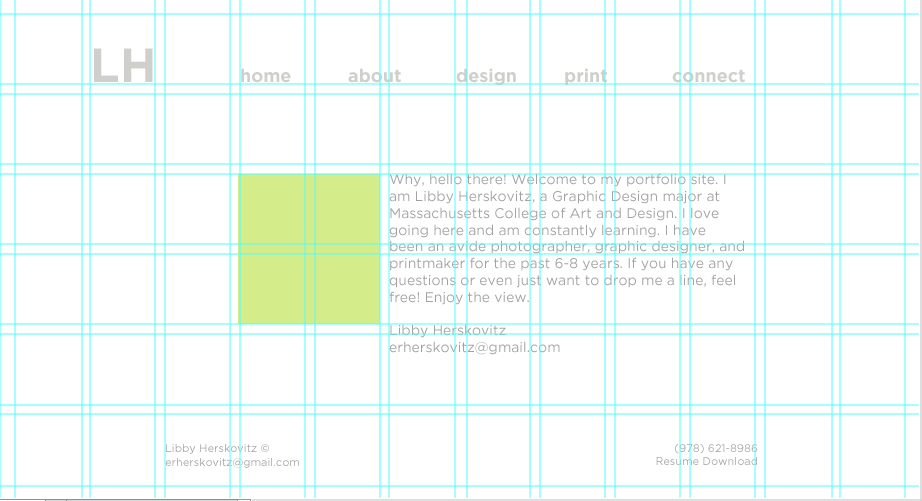 LH
home about design print connect
Why, hello there! Welcome to my portfolio site. I
am Libby Herskovitz, a Graphic Design major at
Massachusetts College of Art and Design. I love
going here and am constantly learning. I have
been an avide photographer, graphic designer, and
printmaker for the past 6-8 years. If you have any
questions or even just want to drop me a line, feel
free! Enjoy the view.
Libby Herskovitz
erherskovitz@gmail.com
Libby Herskovitz ©
erherskovitz@gmail.com
(978) 621-8986
Resume Download